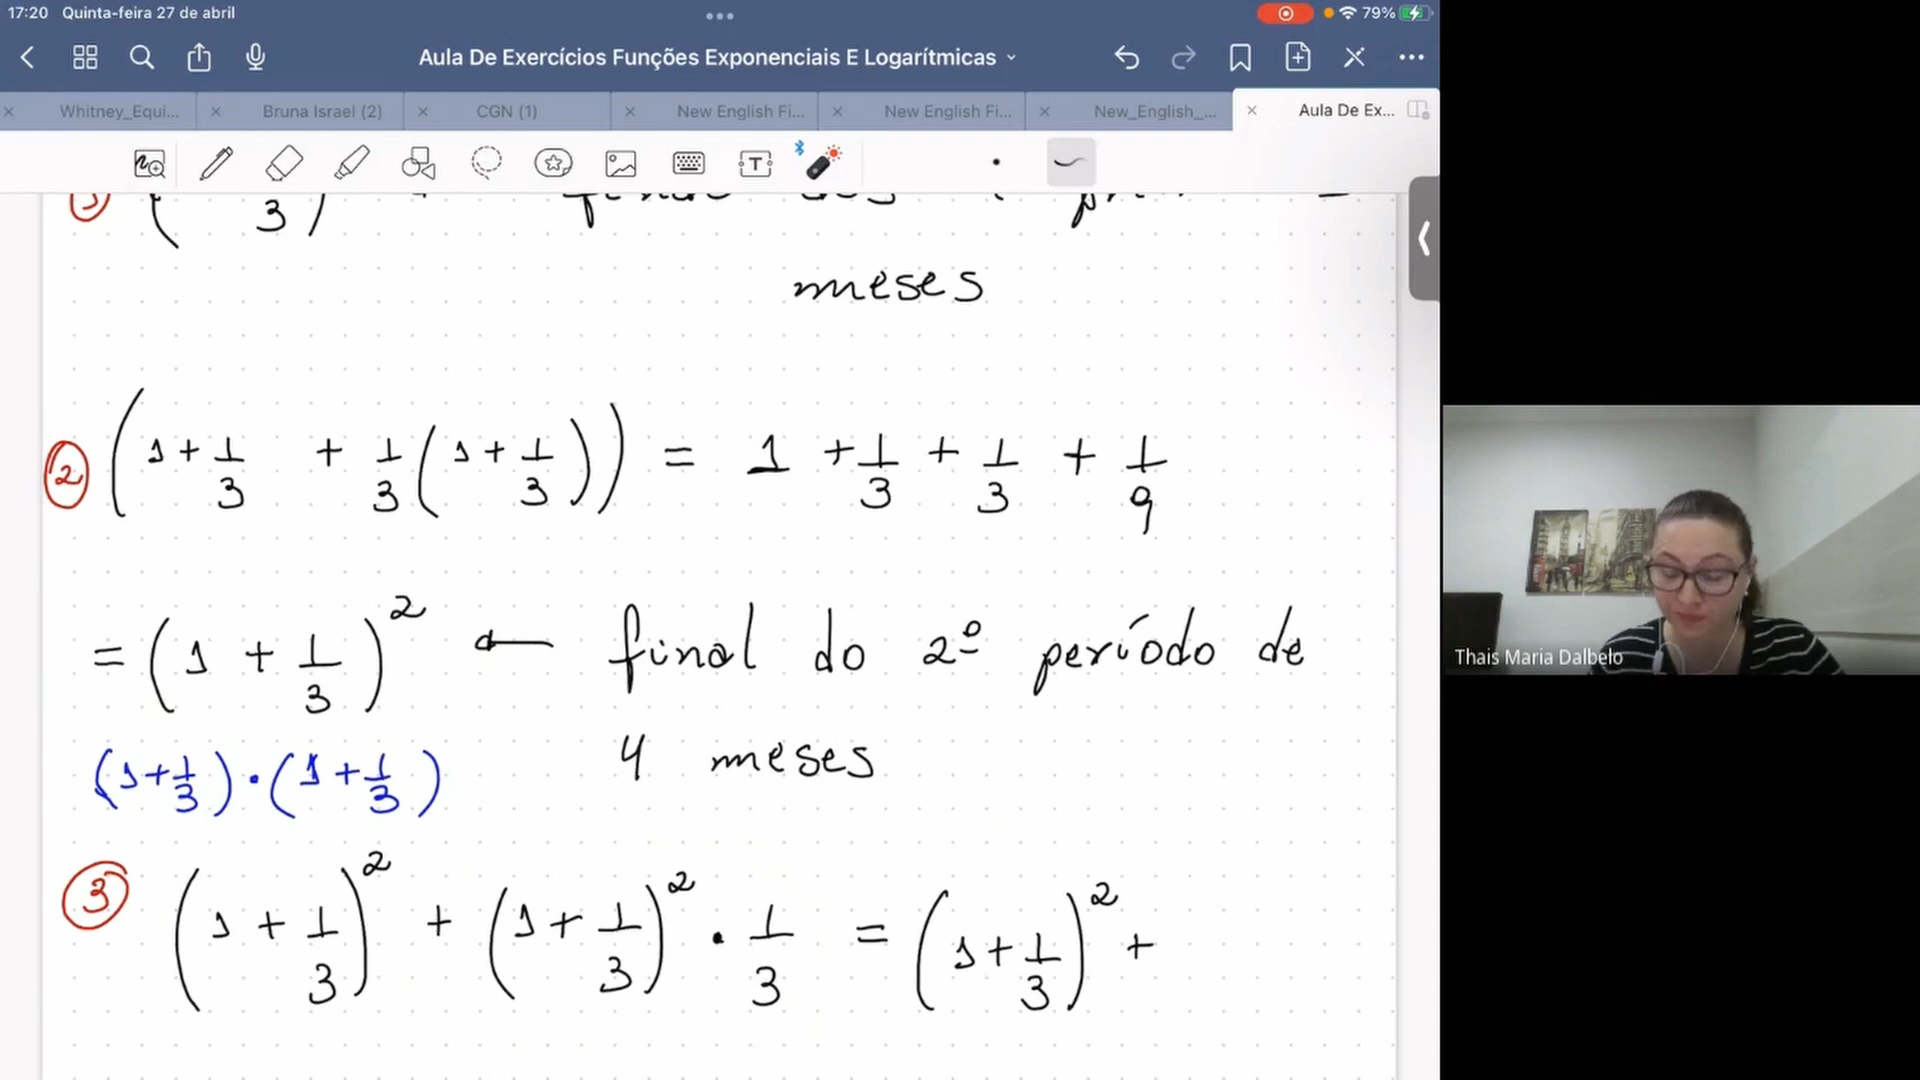 17:20 Quinta-feira 27 de abril
79%
Aula De Exercícios Funções Exponenciais E Logarítmicas
Whitney_Equi... Bruna Israel (2) CGN (1) New English Fi... New English Fi... New_English_... Aula De Ex...
3
meses
2 (1 + 1/3 + 1/3 (1 + 1/3)) = 1 + 1/3 + 1/3 + 1/9
= (1 + 1/3)² ← final do 2º período de
4 meses
(1 + 1/3) · (1 + 1/3)
3 (1 + 1/3)² + (1 + 1/3)² · 1/3 = (1 + 1/3)² +
Thais Maria Dalbelo